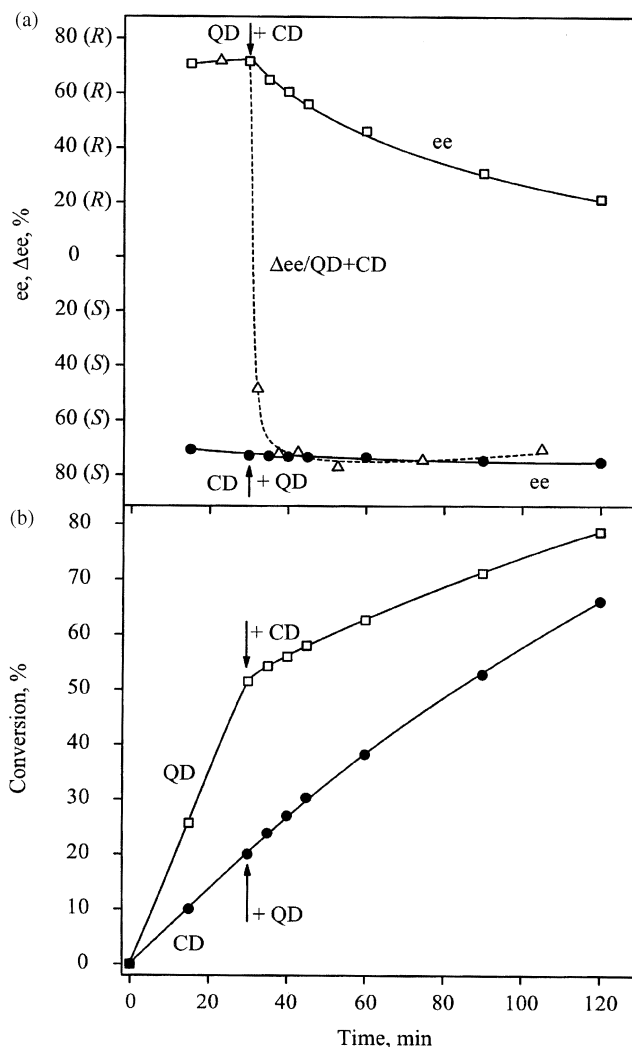 (a)
80 (R)
QD + CD
60 (R)
ee
40 (R)
20 (R)
ee, Δee, %
0
Δee/QD+CD
20 (S)
40 (S)
60 (S)
80 (S)
CD + QD
ee
(b)
80
70
+ CD
60
50
Conversion, %
40
QD
30
20
+ QD
10
CD
0
0 20 40 60 80 100 120
Time, min